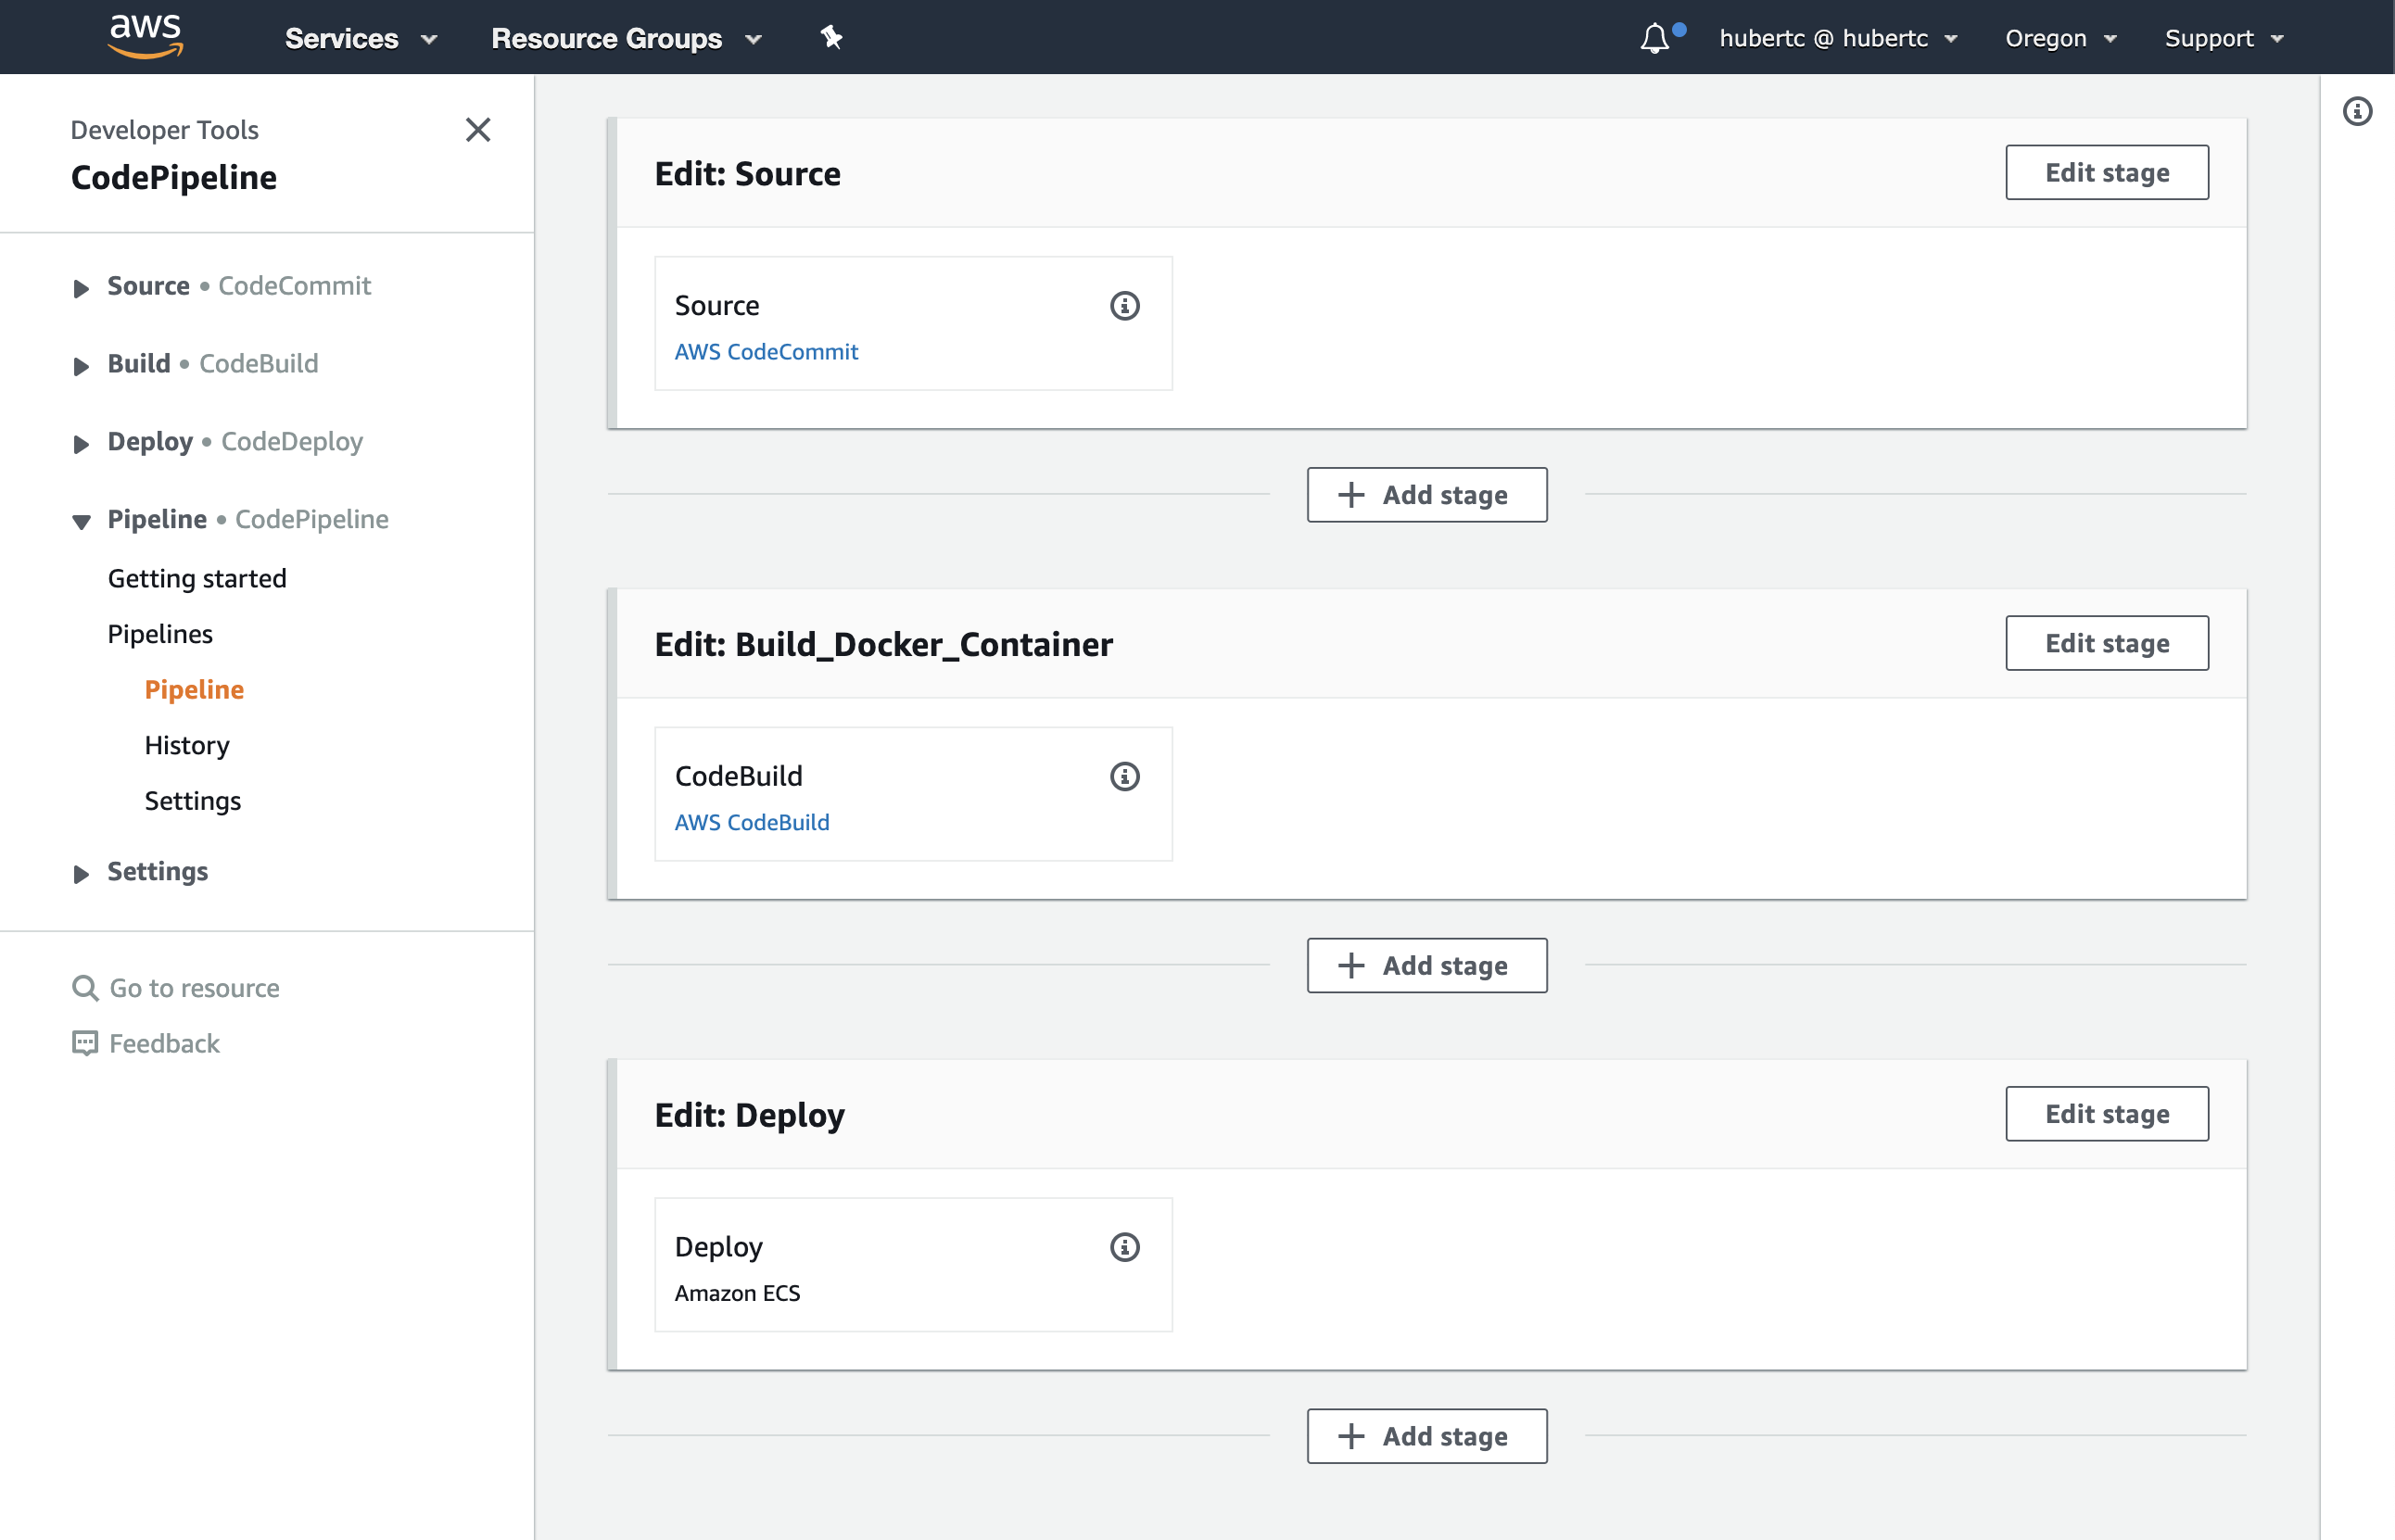 aws Services Resource Groups hubertc @ hubertc Oregon Support
Developer Tools
CodePipeline
Source • CodeCommit
Build • CodeBuild
Deploy • CodeDeploy
Pipeline • CodePipeline
Getting started
Pipelines
Pipeline
History
Settings
Settings
Go to resource
Feedback
Edit: Source
Edit stage
Source
AWS CodeCommit
Add stage
Edit: Build_Docker_Container
Edit stage
CodeBuild
AWS CodeBuild
Add stage
Edit: Deploy
Edit stage
Deploy
Amazon ECS
Add stage